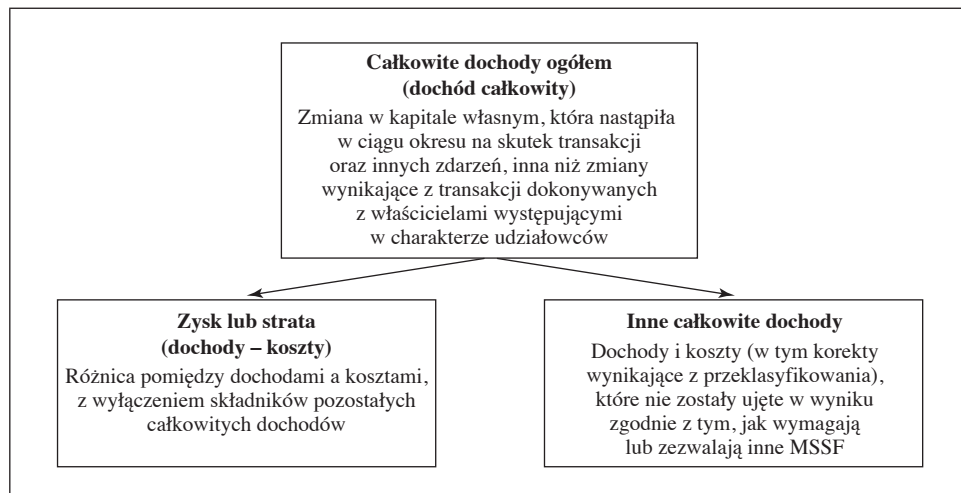 Całkowite dochody ogółem
(dochód całkowity)
Zmiana w kapitale własnym, która nastąpiła
w ciągu okresu na skutek transakcji
oraz innych zdarzeń, inna niż zmiany
wynikające z transakcji dokonywanych
z właścicielami występującymi
w charakterze udziałowców
Zysk lub strata
(dochody – koszty)
Różnica pomiędzy dochodami a kosztami,
z wyłączeniem składników pozostałych
całkowitych dochodów
Inne całkowite dochody
Dochody i koszty (w tym korekty
wynikające z przeklasyfikowania),
które nie zostały ujęte w wyniku
zgodnie z tym, jak wymagają
lub zezwalają inne MSSF